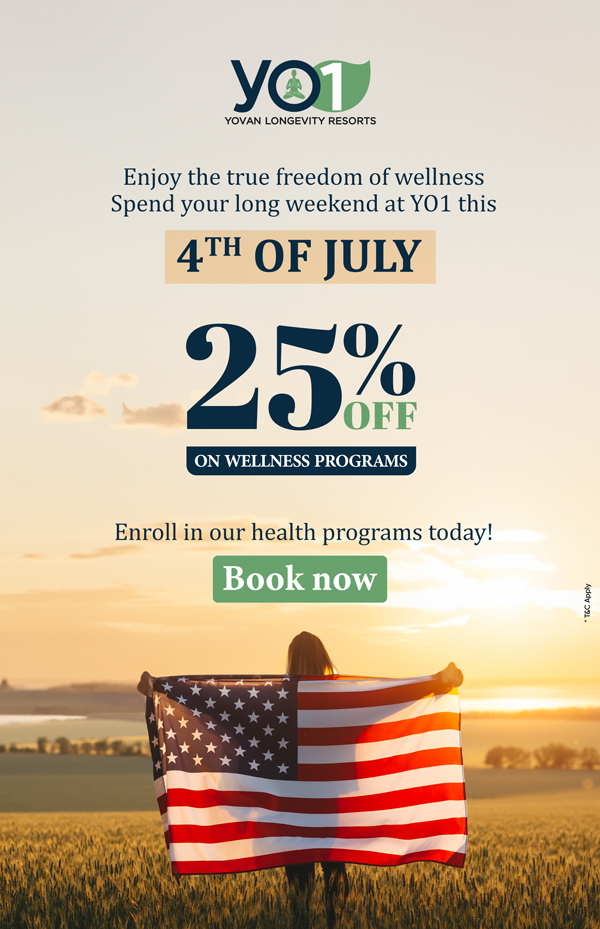 YO1
YOVAN LONGEVITY RESORTS
Enjoy the true freedom of wellness
Spend your long weekend at YO1 this
4TH OF JULY
25%
OFF
ON WELLNESS PROGRAMS
Enroll in our health programs today!
Book now
* T&C Apply